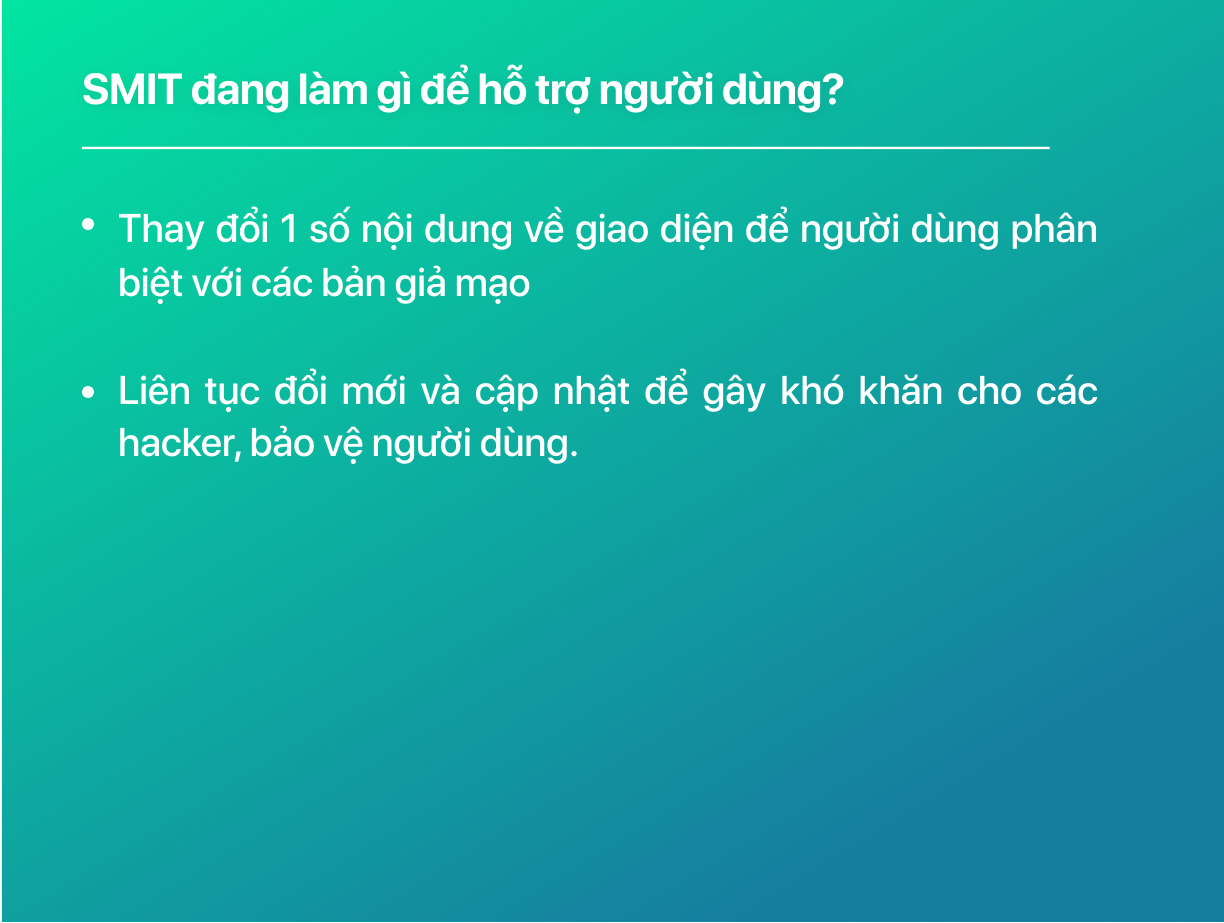 SMIT đang làm gì để hỗ trợ người dùng?
• Thay đổi 1 số nội dung về giao diện để người dùng phân
biệt với các bản giả mạo
• Liên tục đổi mới và cập nhật để gây khó khăn cho các
hacker, bảo vệ người dùng.